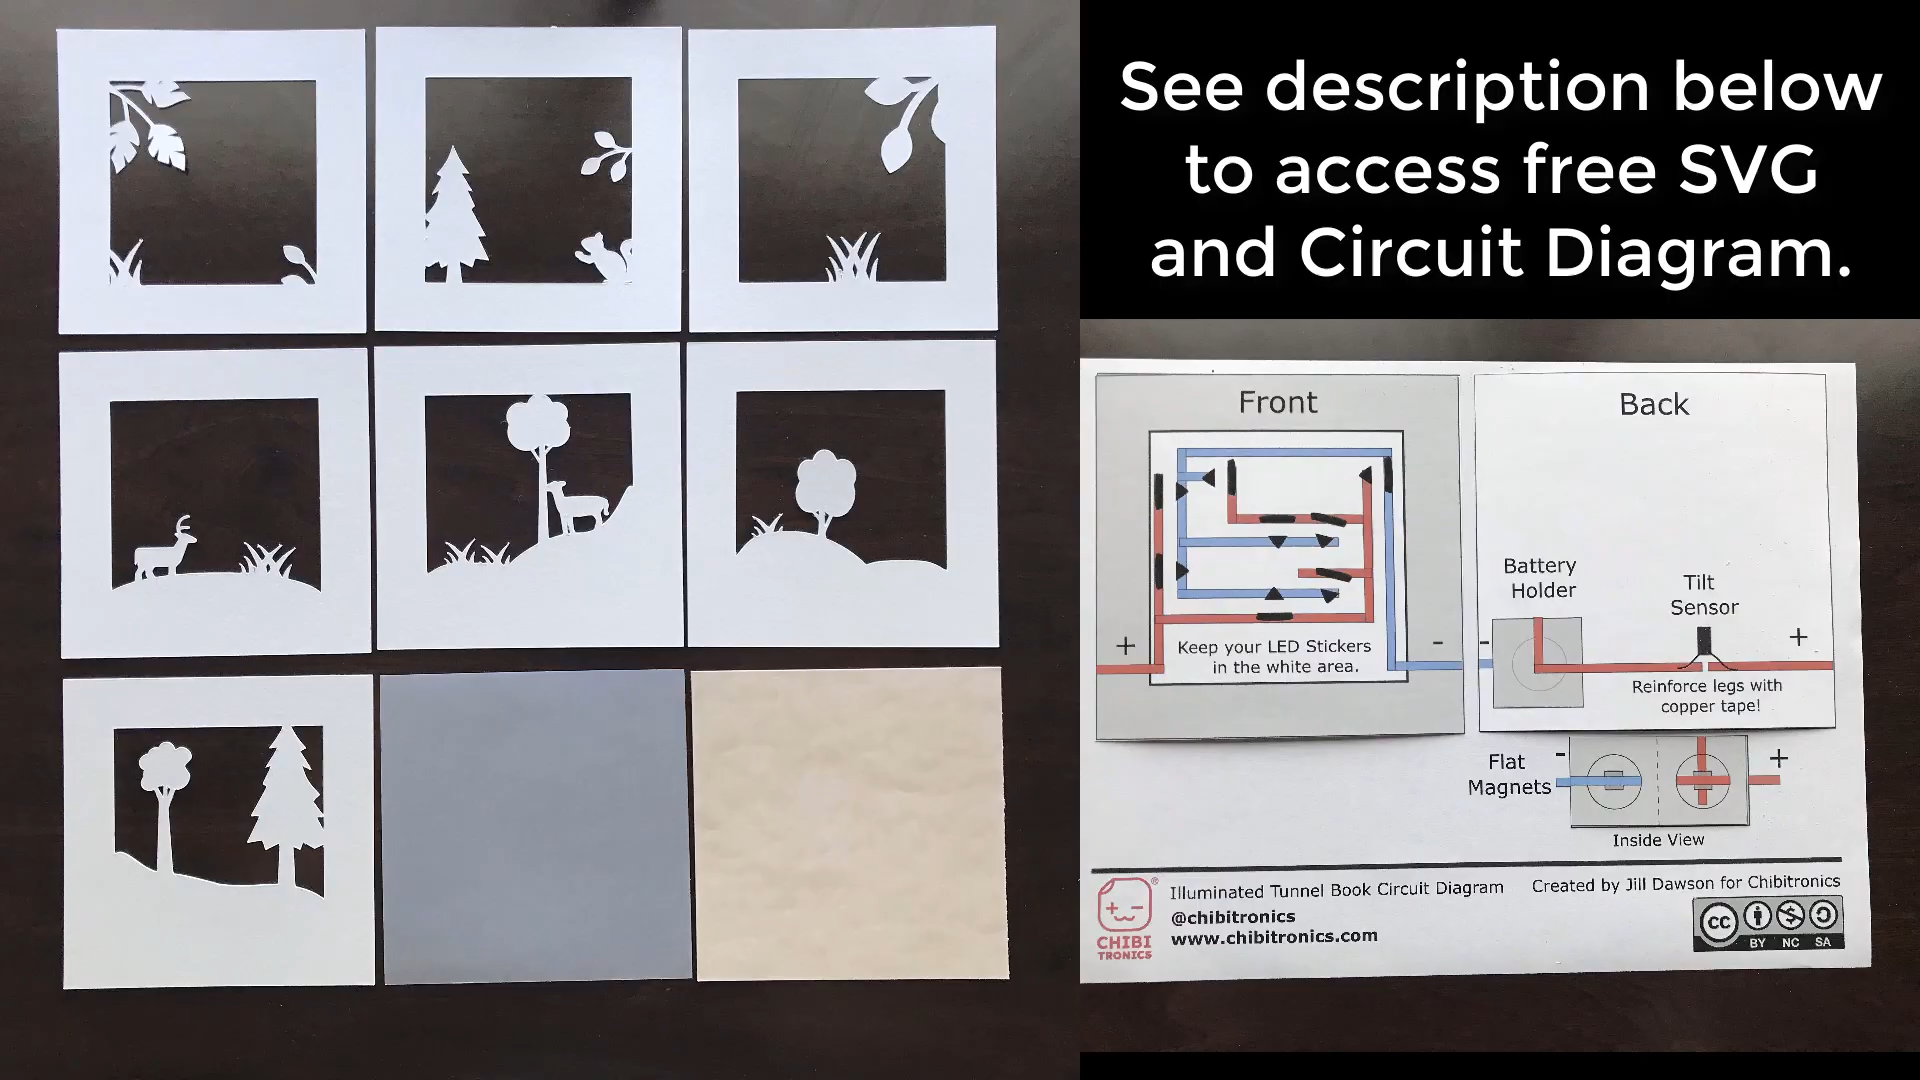 See description below
to access free SVG
and Circuit Diagram.
Front
Back
Battery
Holder
Tilt
Sensor
+
-
-
+
Keep your LED Stickers
in the white area.
Reinforce legs with
copper tape!
Flat
Magnets
-
+
Inside View
CHIBI
TRONICS
®
Illuminated Tunnel Book Circuit Diagram
Created by Jill Dawson for Chibitronics
@chibitronics
www.chibitronics.com
CC
BY NC SA